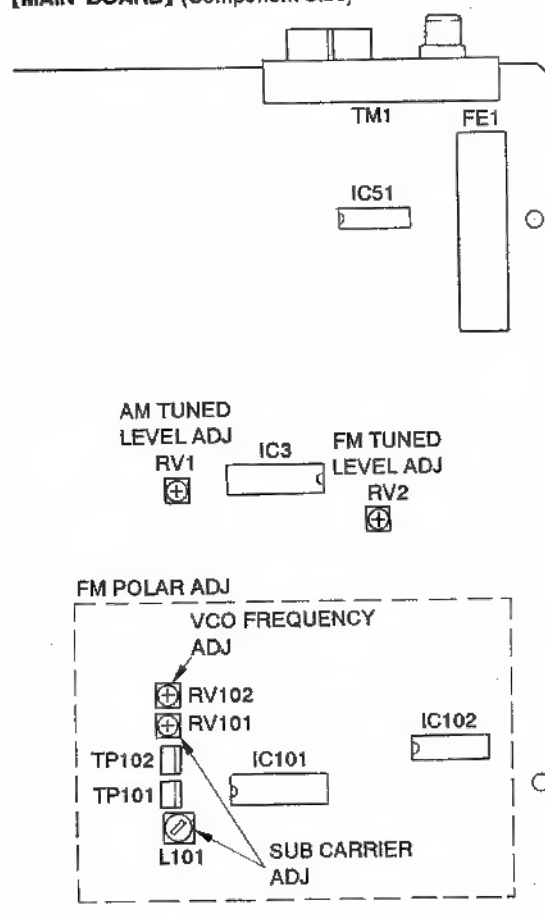 [MAIN BOARD] (Component Side)
TM1
FE1
IC51
AM TUNED
LEVEL ADJ
RV1
IC3
FM TUNED
LEVEL ADJ
RV2
FM POLAR ADJ
VCO FREQUENCY
ADJ
RV102
RV101
IC102
TP102
IC101
TP101
L101
SUB CARRIER
ADJ